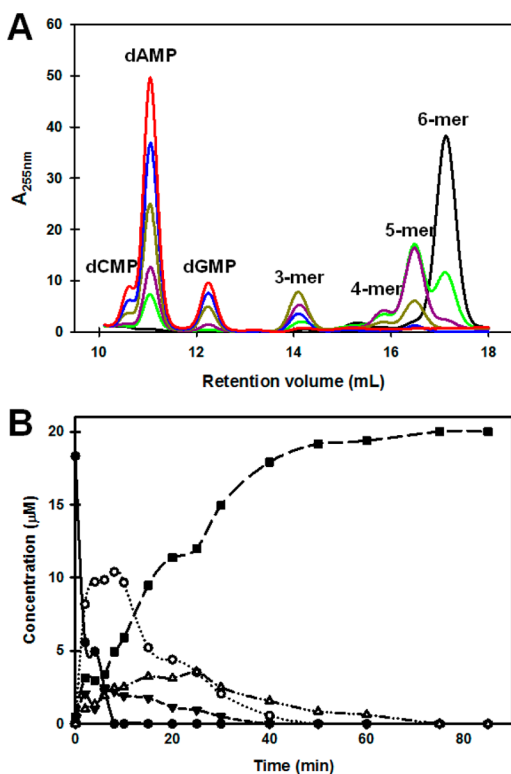 A
60
50
40
30
20
10
0
A255nm
dAMP
dCMP
dGMP
3-mer
4-mer
5-mer
6-mer
10 12 14 16 18
Retention volume (mL)
B
20
15
10
5
0
Concentration (μM)
0 20 40 60 80
Time (min)